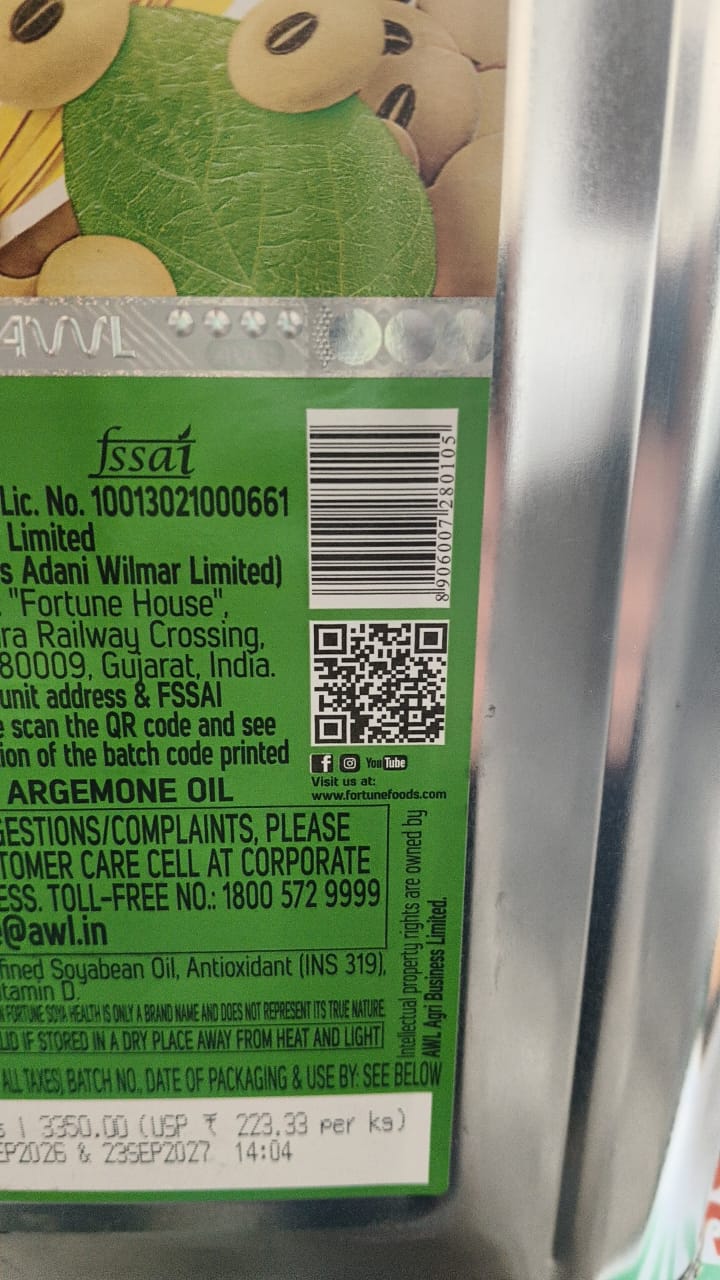 AWL
fssai
Lic. No. 10013021000661
Limited
s Adani Wilmar Limited)
"Fortune House",
ra Railway Crossing,
80009, Gujarat, India.
unit address & FSSAI
e scan the QR code and see
ion of the batch code printed
ARGEMONE OIL
GESTIONS/COMPLAINTS, PLEASE
TOMER CARE CELL AT CORPORATE
ESS. TOLL-FREE NO.: 1800 572 9999
@awl.in
fined Soyabean Oil, Antioxidant (INS 319),
tamin D.
FORTUNE SOYA HEALTH IS ONLY A BRAND NAME AND DOES NOT REPRESENT ITS TRUE NATURE
LID IF STORED IN A DRY PLACE AWAY FROM HEAT AND LIGHT
ALL TAXES), BATCH NO., DATE OF PACKAGING & USE BY: SEE BELOW
3350.00 (USP ₹ 223.33 per kg)
EP2026 & 23SEP2027 14:04
8 906007 280105
f YouTube
Visit us at:
www.fortunefoods.com
Intellectual property rights are owned by
AWL Agri Business Limited.